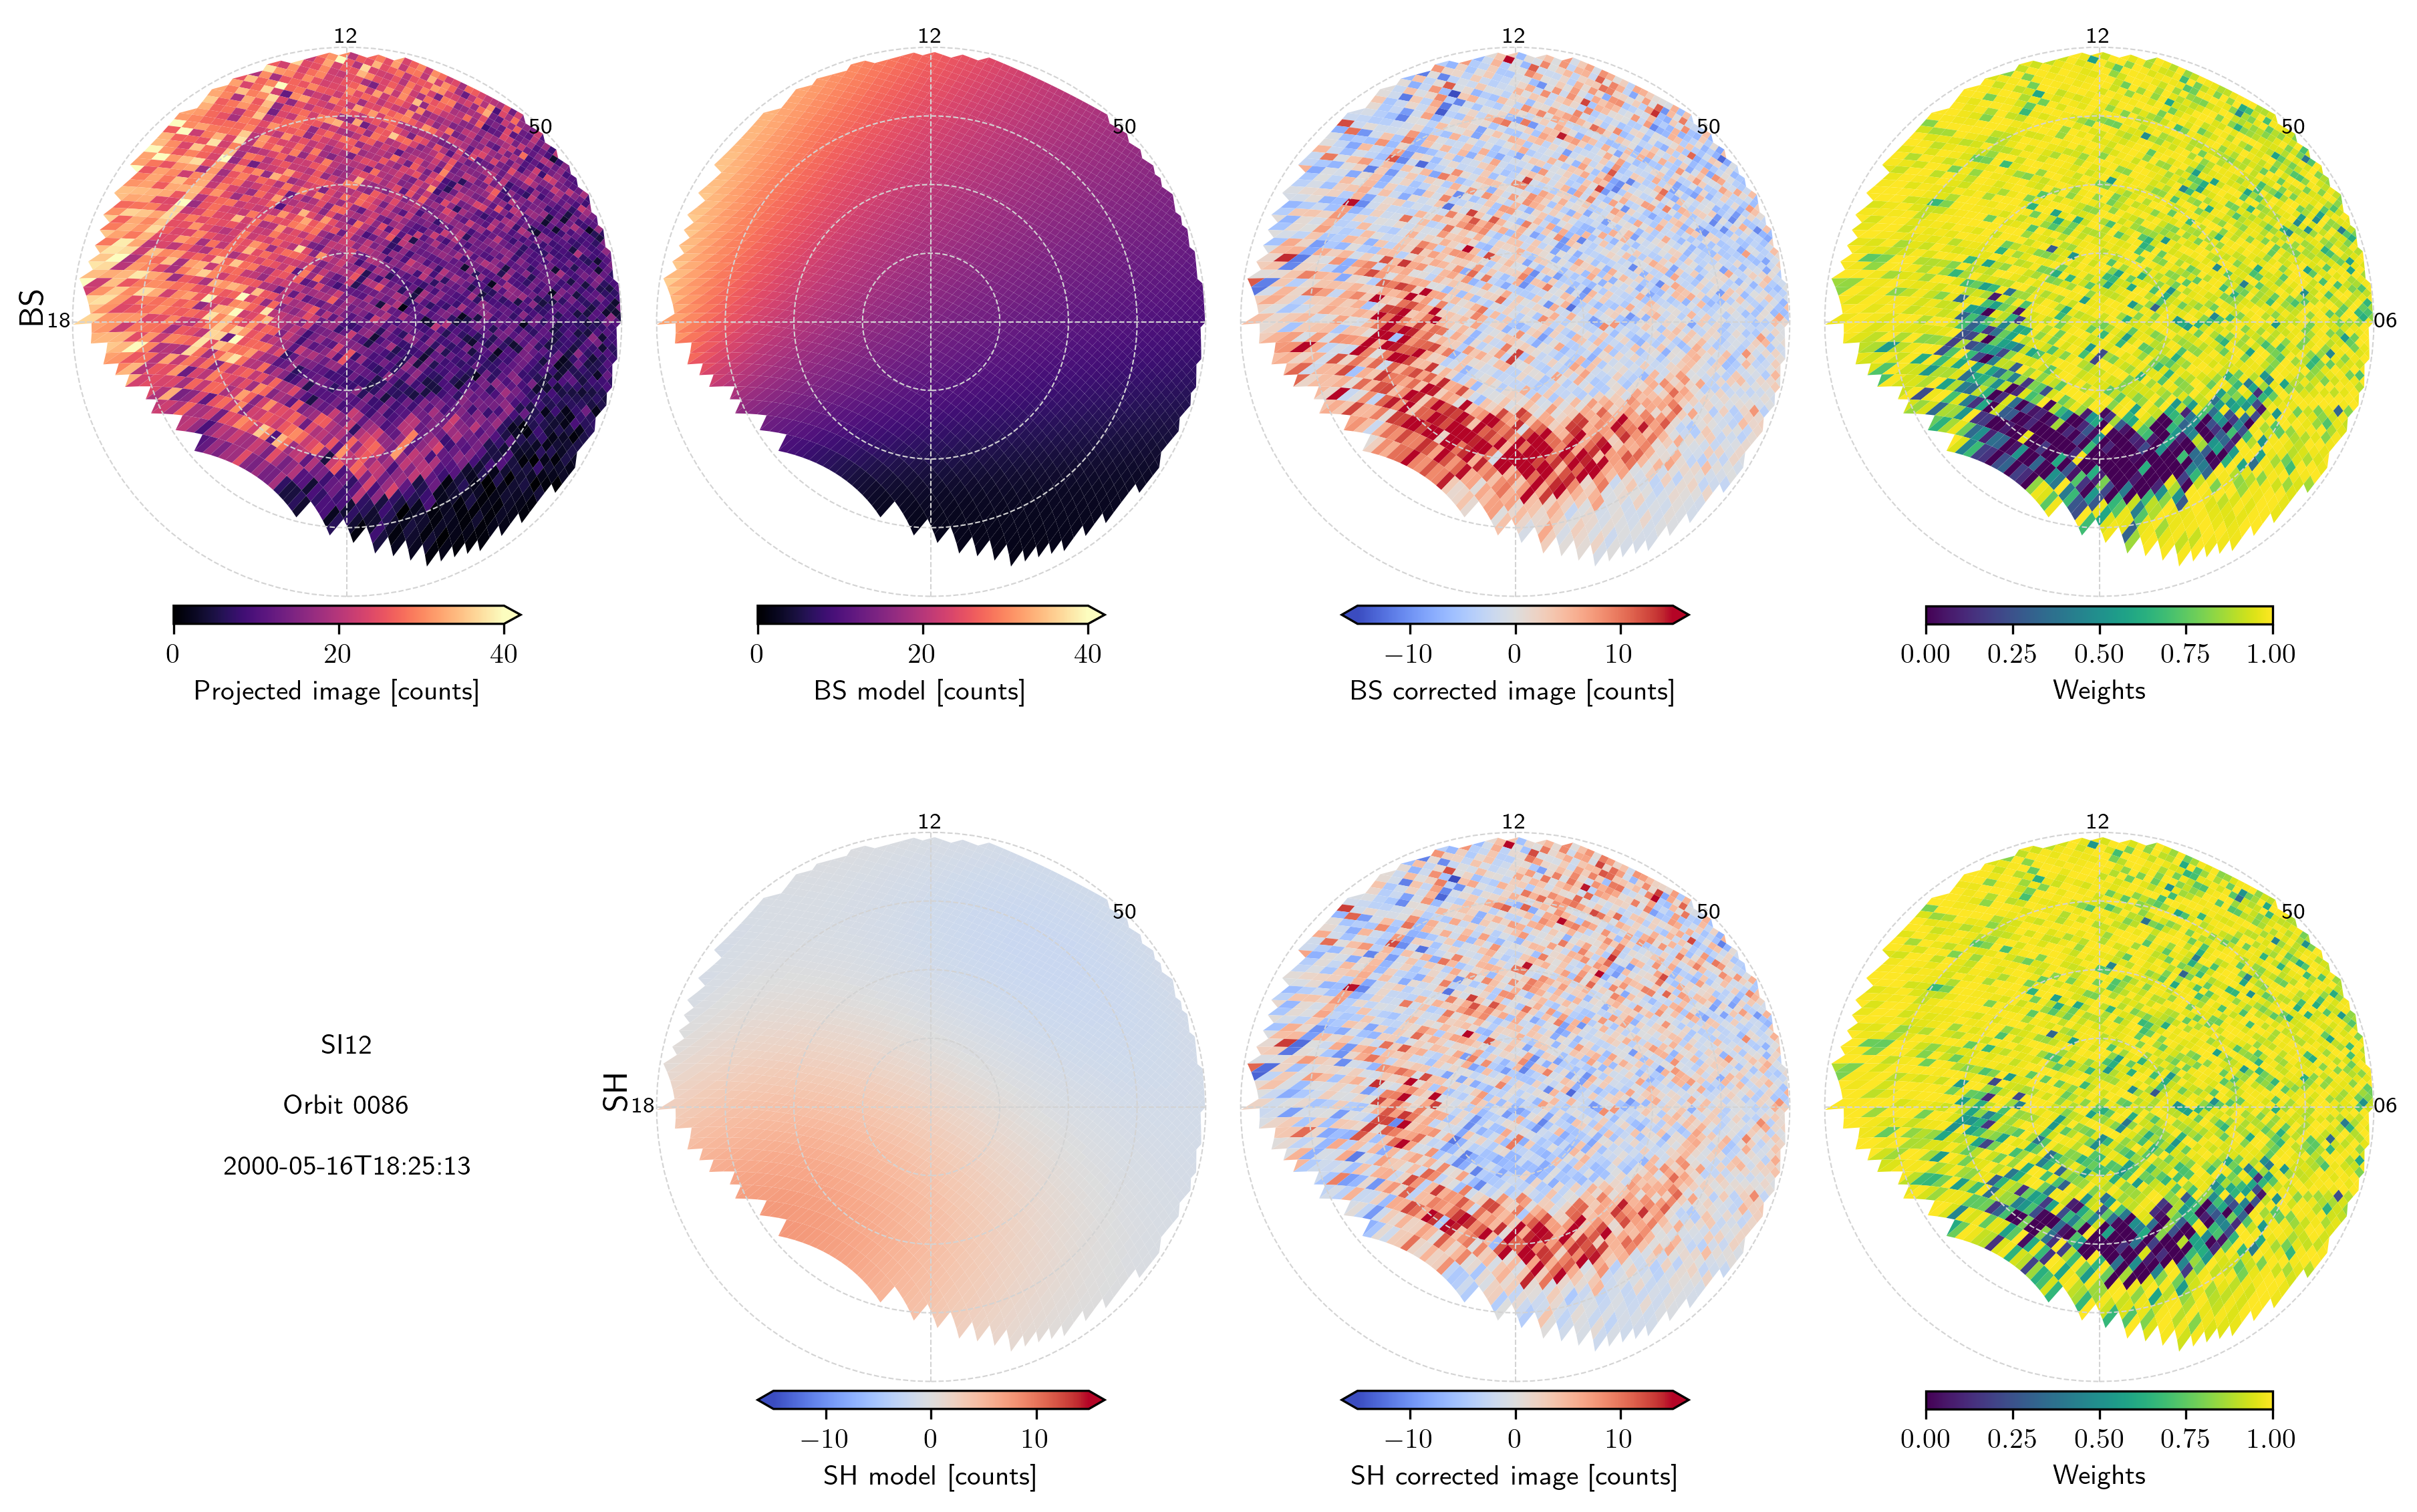 12 12 12 12
50 50 50 50
BS 18 06
0 20 40 0 20 40 −10 0 10 0.00 0.25 0.50 0.75 1.00
Projected image [counts] BS model [counts] BS corrected image [counts] Weights
12 12 12
50 50 50
SI12
Orbit 0086
SH 18 06
2000-05-16T18:25:13
−10 0 10 −10 0 10 0.00 0.25 0.50 0.75 1.00
SH model [counts] SH corrected image [counts] Weights